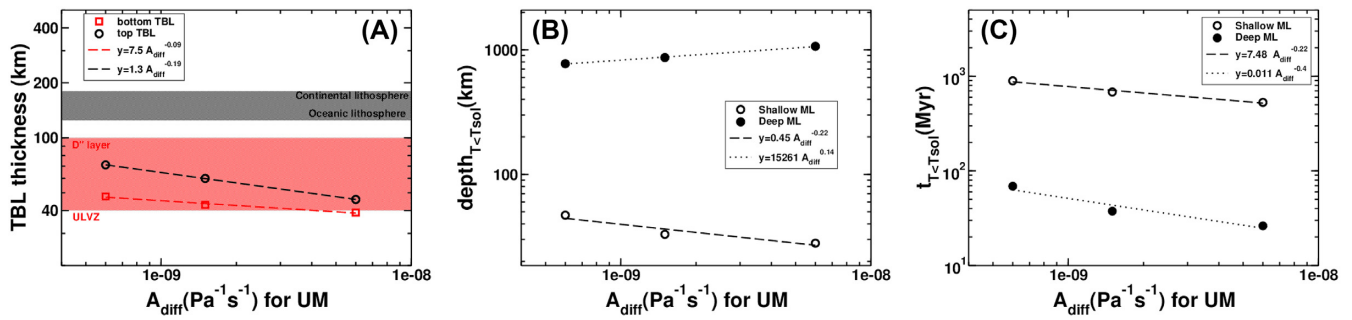 (A)
bottom TBL
top TBL
y=7.5 A_diff^-0.09
y=1.3 A_diff^-0.19
Continental lithosphere
Oceanic lithosphere
D" layer
ULVZ
400
200
100
40
TBL thickness (km)
1e-09
1e-08
A_diff(Pa^-1s^-1) for UM
(B)
1000
100
depth_T<Tsol(km)
Shallow ML
Deep ML
y=0.45 A_diff^-0.22
y=15261 A_diff^0.14
1e-09
1e-08
A_diff(Pa^-1s^-1) for UM
(C)
Shallow ML
Deep ML
y=7.48 A_diff^-0.22
y=0.011 A_diff^-0.4
10^4
10^3
10^2
10^1
t_T<Tsol(Myr)
1e-09
1e-08
A_diff(Pa^-1s^-1) for UM